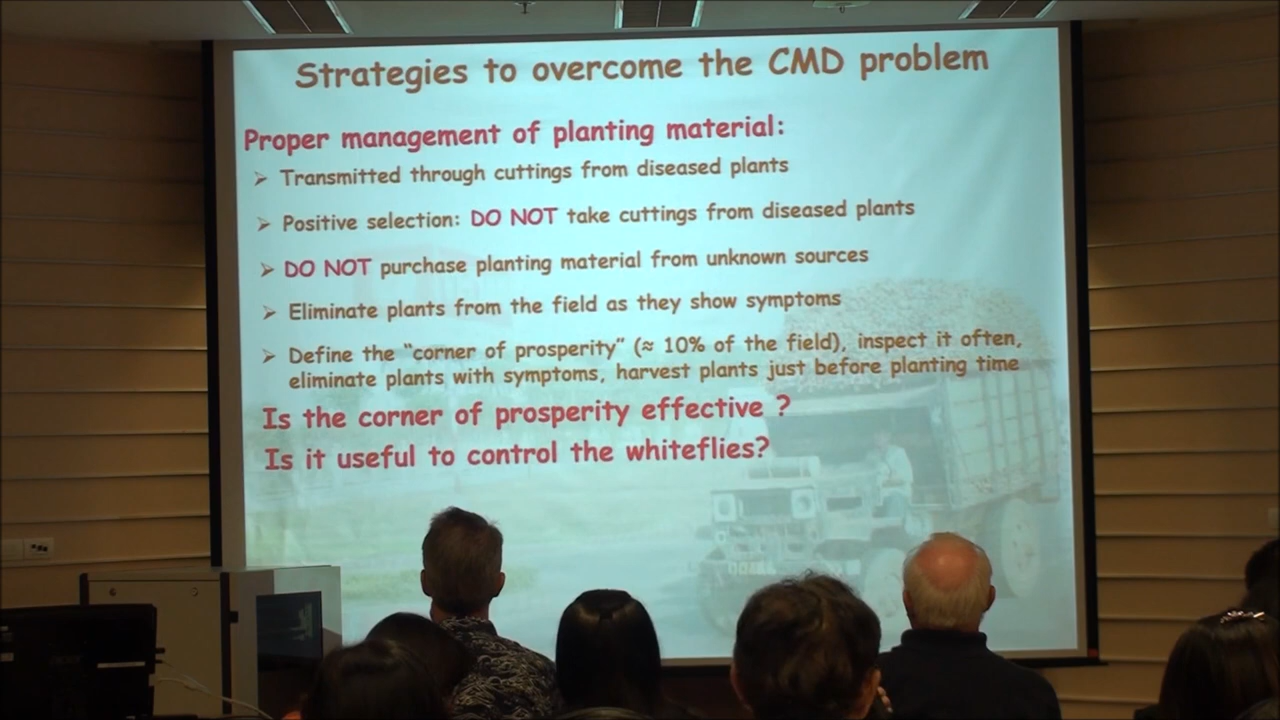 Strategies to overcome the CMD problem
Proper management of planting material:
➢ Transmitted through cuttings from diseased plants
➢ Positive selection: DO NOT take cuttings from diseased plants
➢ DO NOT purchase planting material from unknown sources
➢ Eliminate plants from the field as they show symptoms
➢ Define the “corner of prosperity” (≈ 10% of the field), inspect it often,
eliminate plants with symptoms, harvest plants just before planting time
Is the corner of prosperity effective ?
Is it useful to control the whiteflies?